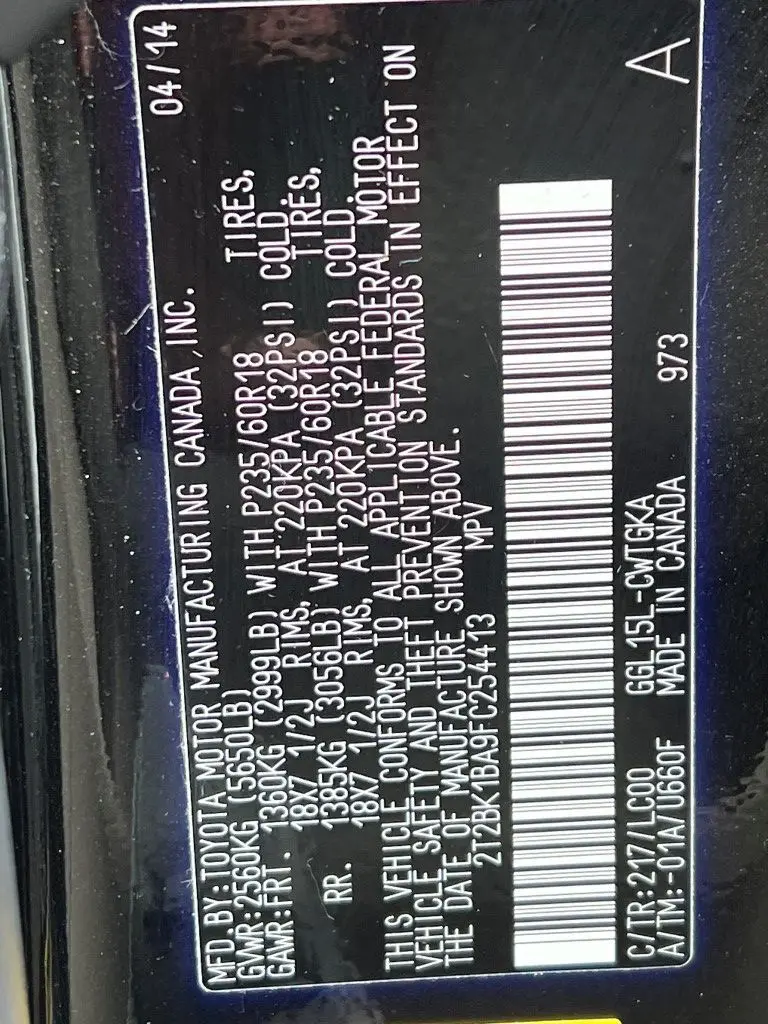 MFD.BY:TOYOTA MOTOR MANUFACTURING CANADA,INC. 04/14
GVWR:2560KG (5650LB)
GAWR:FRT. 1360KG (2999LB) WITH P235/60R18 TIRES,
18X7 1/2J RIMS, AT 220KPA (32PSI) COLD.
RR. 1385KG (3056LB) WITH P235/60R18 TIRES,
18X7 1/2J RIMS, AT 220KPA (32PSI) COLD.
THIS VEHICLE CONFORMS TO ALL APPLICABLE FEDERAL MOTOR
VEHICLE SAFETY AND THEFT PREVENTION STANDARDS IN EFFECT ON
THE DATE OF MANUFACTURE SHOWN ABOVE.
2T2BK1BA9FC254413 MPV
C/TR:217/LC00 GGL15L-CWTGKA 973 A
A/TM:-01A/U660F MADE IN CANADA